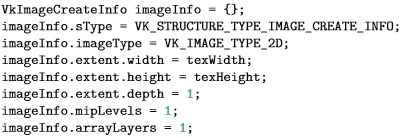 VkImageCreateInfo imageInfo = {};
imageInfo.sType = VK_STRUCTURE_TYPE_IMAGE_CREATE_INFO;
imageInfo.imageType = VK_IMAGE_TYPE_2D;
imageInfo.extent.width = texWidth;
imageInfo.extent.height = texHeight;
imageInfo.extent.depth = 1;
imageInfo.mipLevels = 1;
imageInfo.arrayLayers = 1;